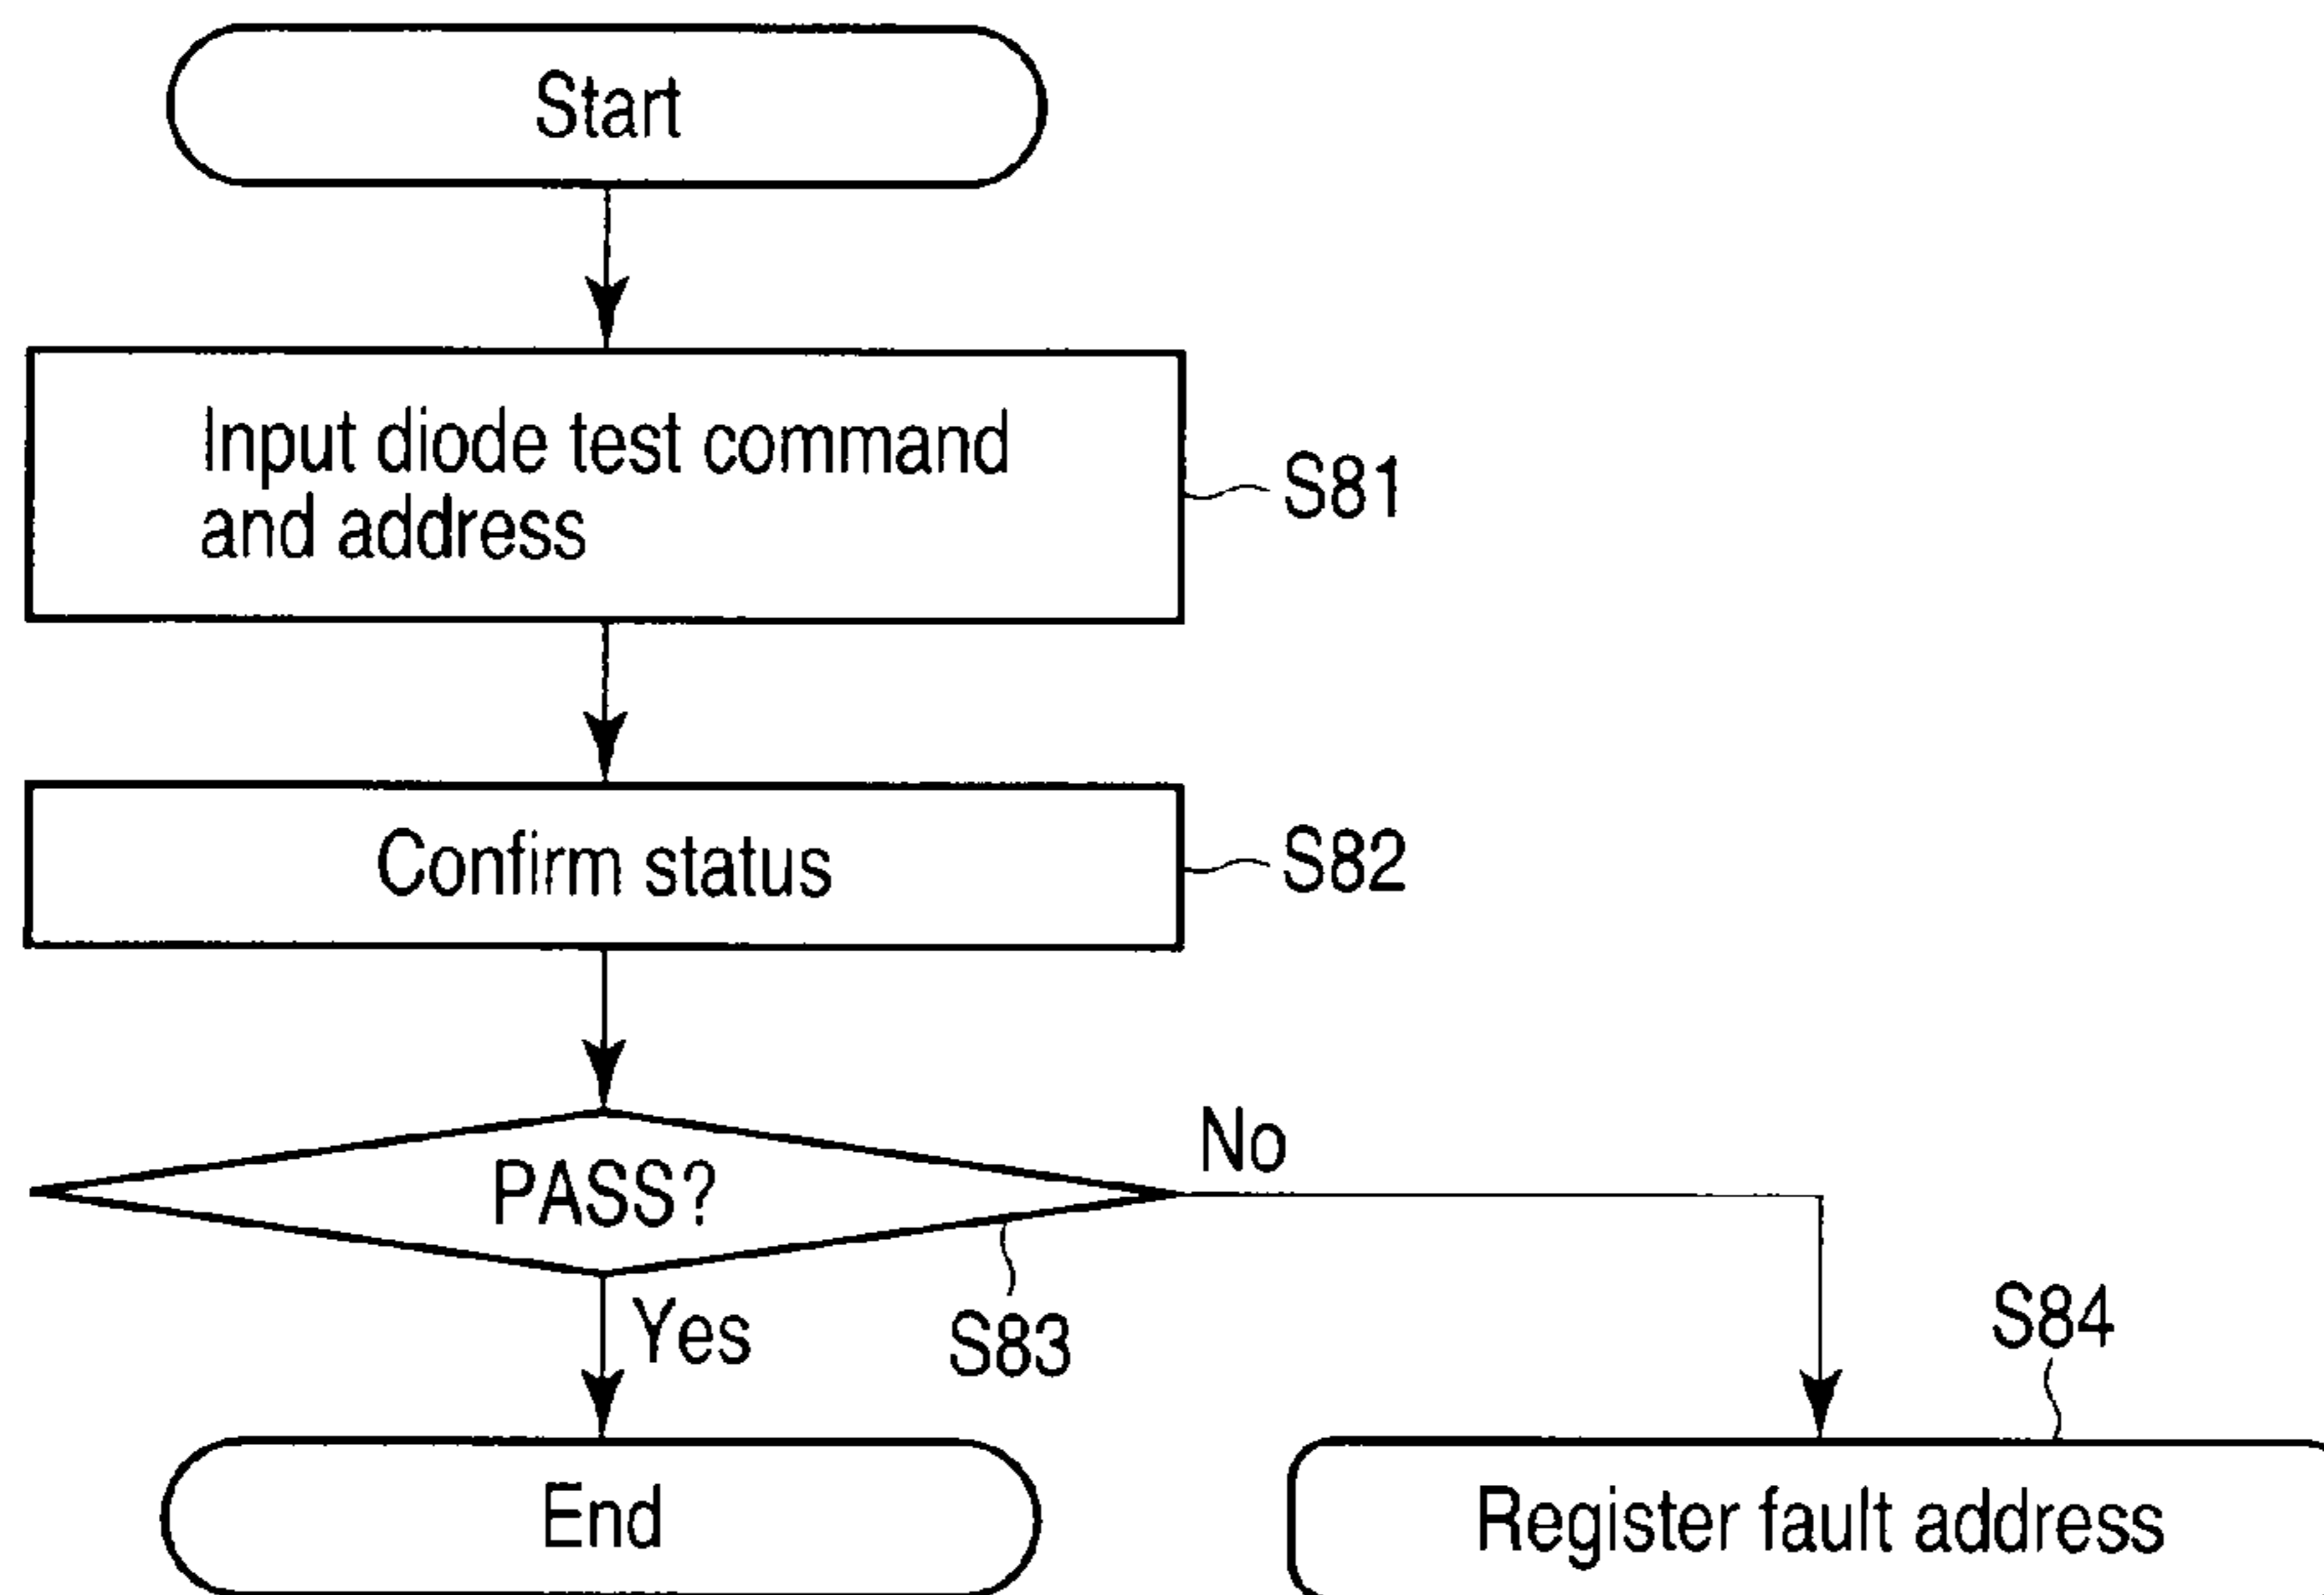 Start
Input diode test command
and address
S81
Confirm status
S82
PASS?
No
Yes
S83
S84
End
Register fault address